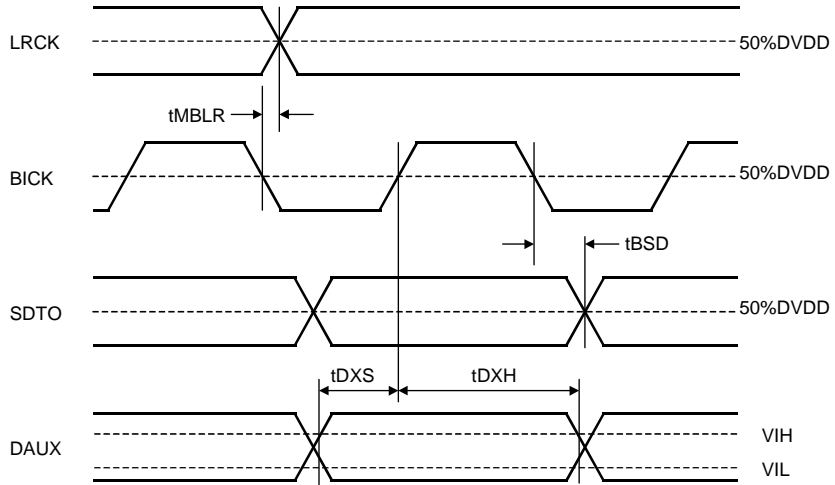 LRCK
50%DVDD
tMBLR
BICK
50%DVDD
tBSD
SDTO
50%DVDD
tDXS
tDXH
DAUX
VIH
VIL